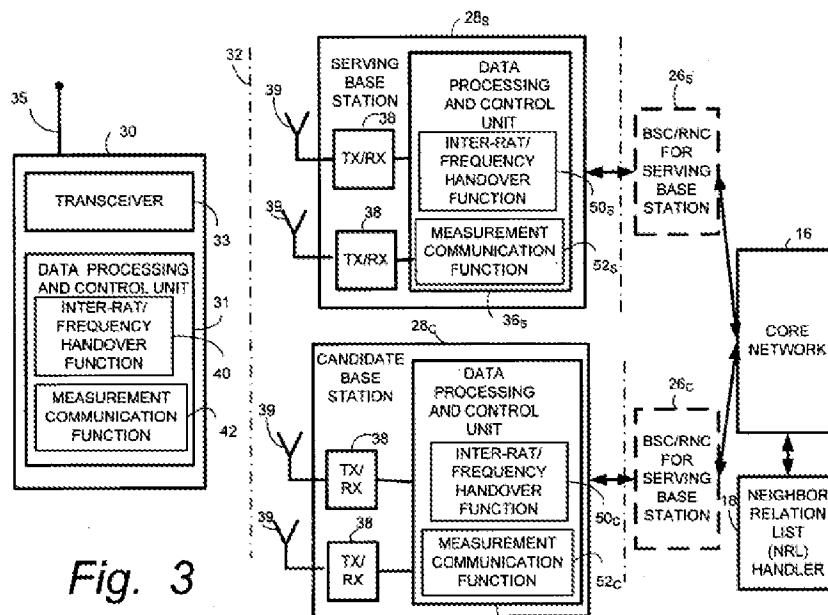 28S
32
SERVING
BASE
STATION
39
38
TX/RX
39
38
TX/RX
DATA
PROCESSING
AND CONTROL
UNIT
INTER-RAT/
FREQUENCY
HANDOVER
FUNCTION
50S
MEASUREMENT
COMMUNICATION
FUNCTION
52S
36S
26S
BSC/RNC
FOR
SERVING
BASE
STATION
16
CORE
NETWORK
35
30
TRANSCEIVER
33
DATA PROCESSING
AND CONTROL UNIT
31
INTER-RAT/
FREQUENCY
HANDOVER
FUNCTION
40
MEASUREMENT
COMMUNICATION
FUNCTION
42
28C
CANDIDATE
BASE
STATION
39
38
TX/
RX
39
38
TX/
RX
DATA
PROCESSING
AND CONTROL
UNIT
INTER-RAT/
FREQUENCY
HANDOVER
FUNCTION
50C
MEASUREMENT
COMMUNICATION
FUNCTION
52C
26C
BSC/RNC
FOR
SERVING
BASE
STATION
18
NEIGHBOR
RELATION
LIST
(NRL)
HANDLER
Fig. 3